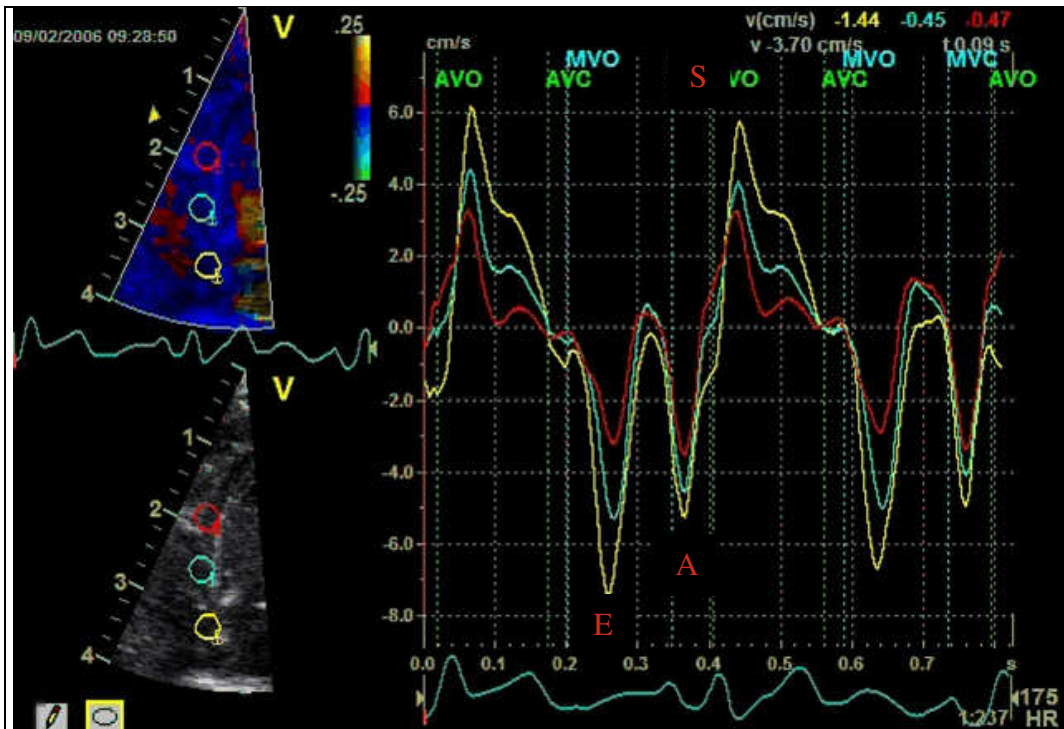 09/02/2006 09:28:50
V
.25
-.25
1
2
3
4
V
1
2
3
4
v(cm/s) -1.44 -0.45 -0.47
cm/s
v -3.70 cm/s t 0.09 s
MVO MVO MVC
AVO AVC S VO AVC AVO
6.0
4.0
2.0
0.0
-2.0
-4.0
-6.0
-8.0
A
E
0.0 0.1 0.2 0.3 0.4 0.5 0.6 0.7 s
175
HR